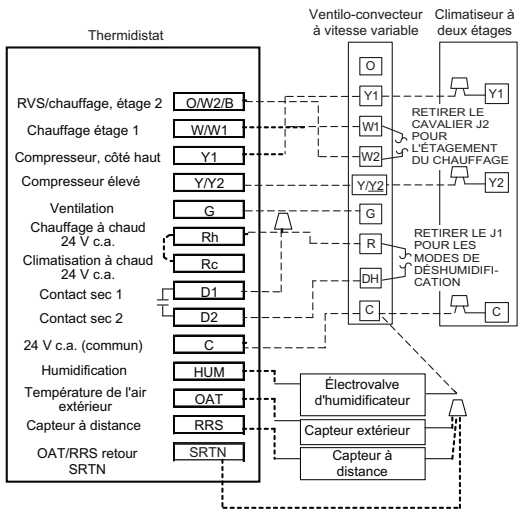 Thermidistat
Ventilo-convecteur
à vitesse variable
Climatiseur à
deux étages
RVS/chauffage, étage 2
O/W2/B
Chauffage étage 1
W/W1
Compresseur, côté haut
Y1
Compresseur élevé
Y/Y2
Ventilation
G
Chauffage à chaud
24 V c.a.
Rh
Climatisation à chaud
24 V c.a.
Rc
Contact sec 1
D1
Contact sec 2
D2
24 V c.a. (commun)
C
Humidification
HUM
Température de l'air
extérieur
OAT
Capteur à distance
RRS
OAT/RRS retour
SRTN
SRTN
O
Y1
W1
W2
Y/Y2
G
R
DH
C
RETIRER LE
CAVALIER J2
POUR
L'ÉTAGEMENT
DU CHAUFFAGE
RETIRER LE J1
POUR LES
MODES DE
DÉSHUMIDIFI-
CATION
Y1
Y2
C
Électrovalve
d'humidificateur
Capteur extérieur
Capteur à
distance